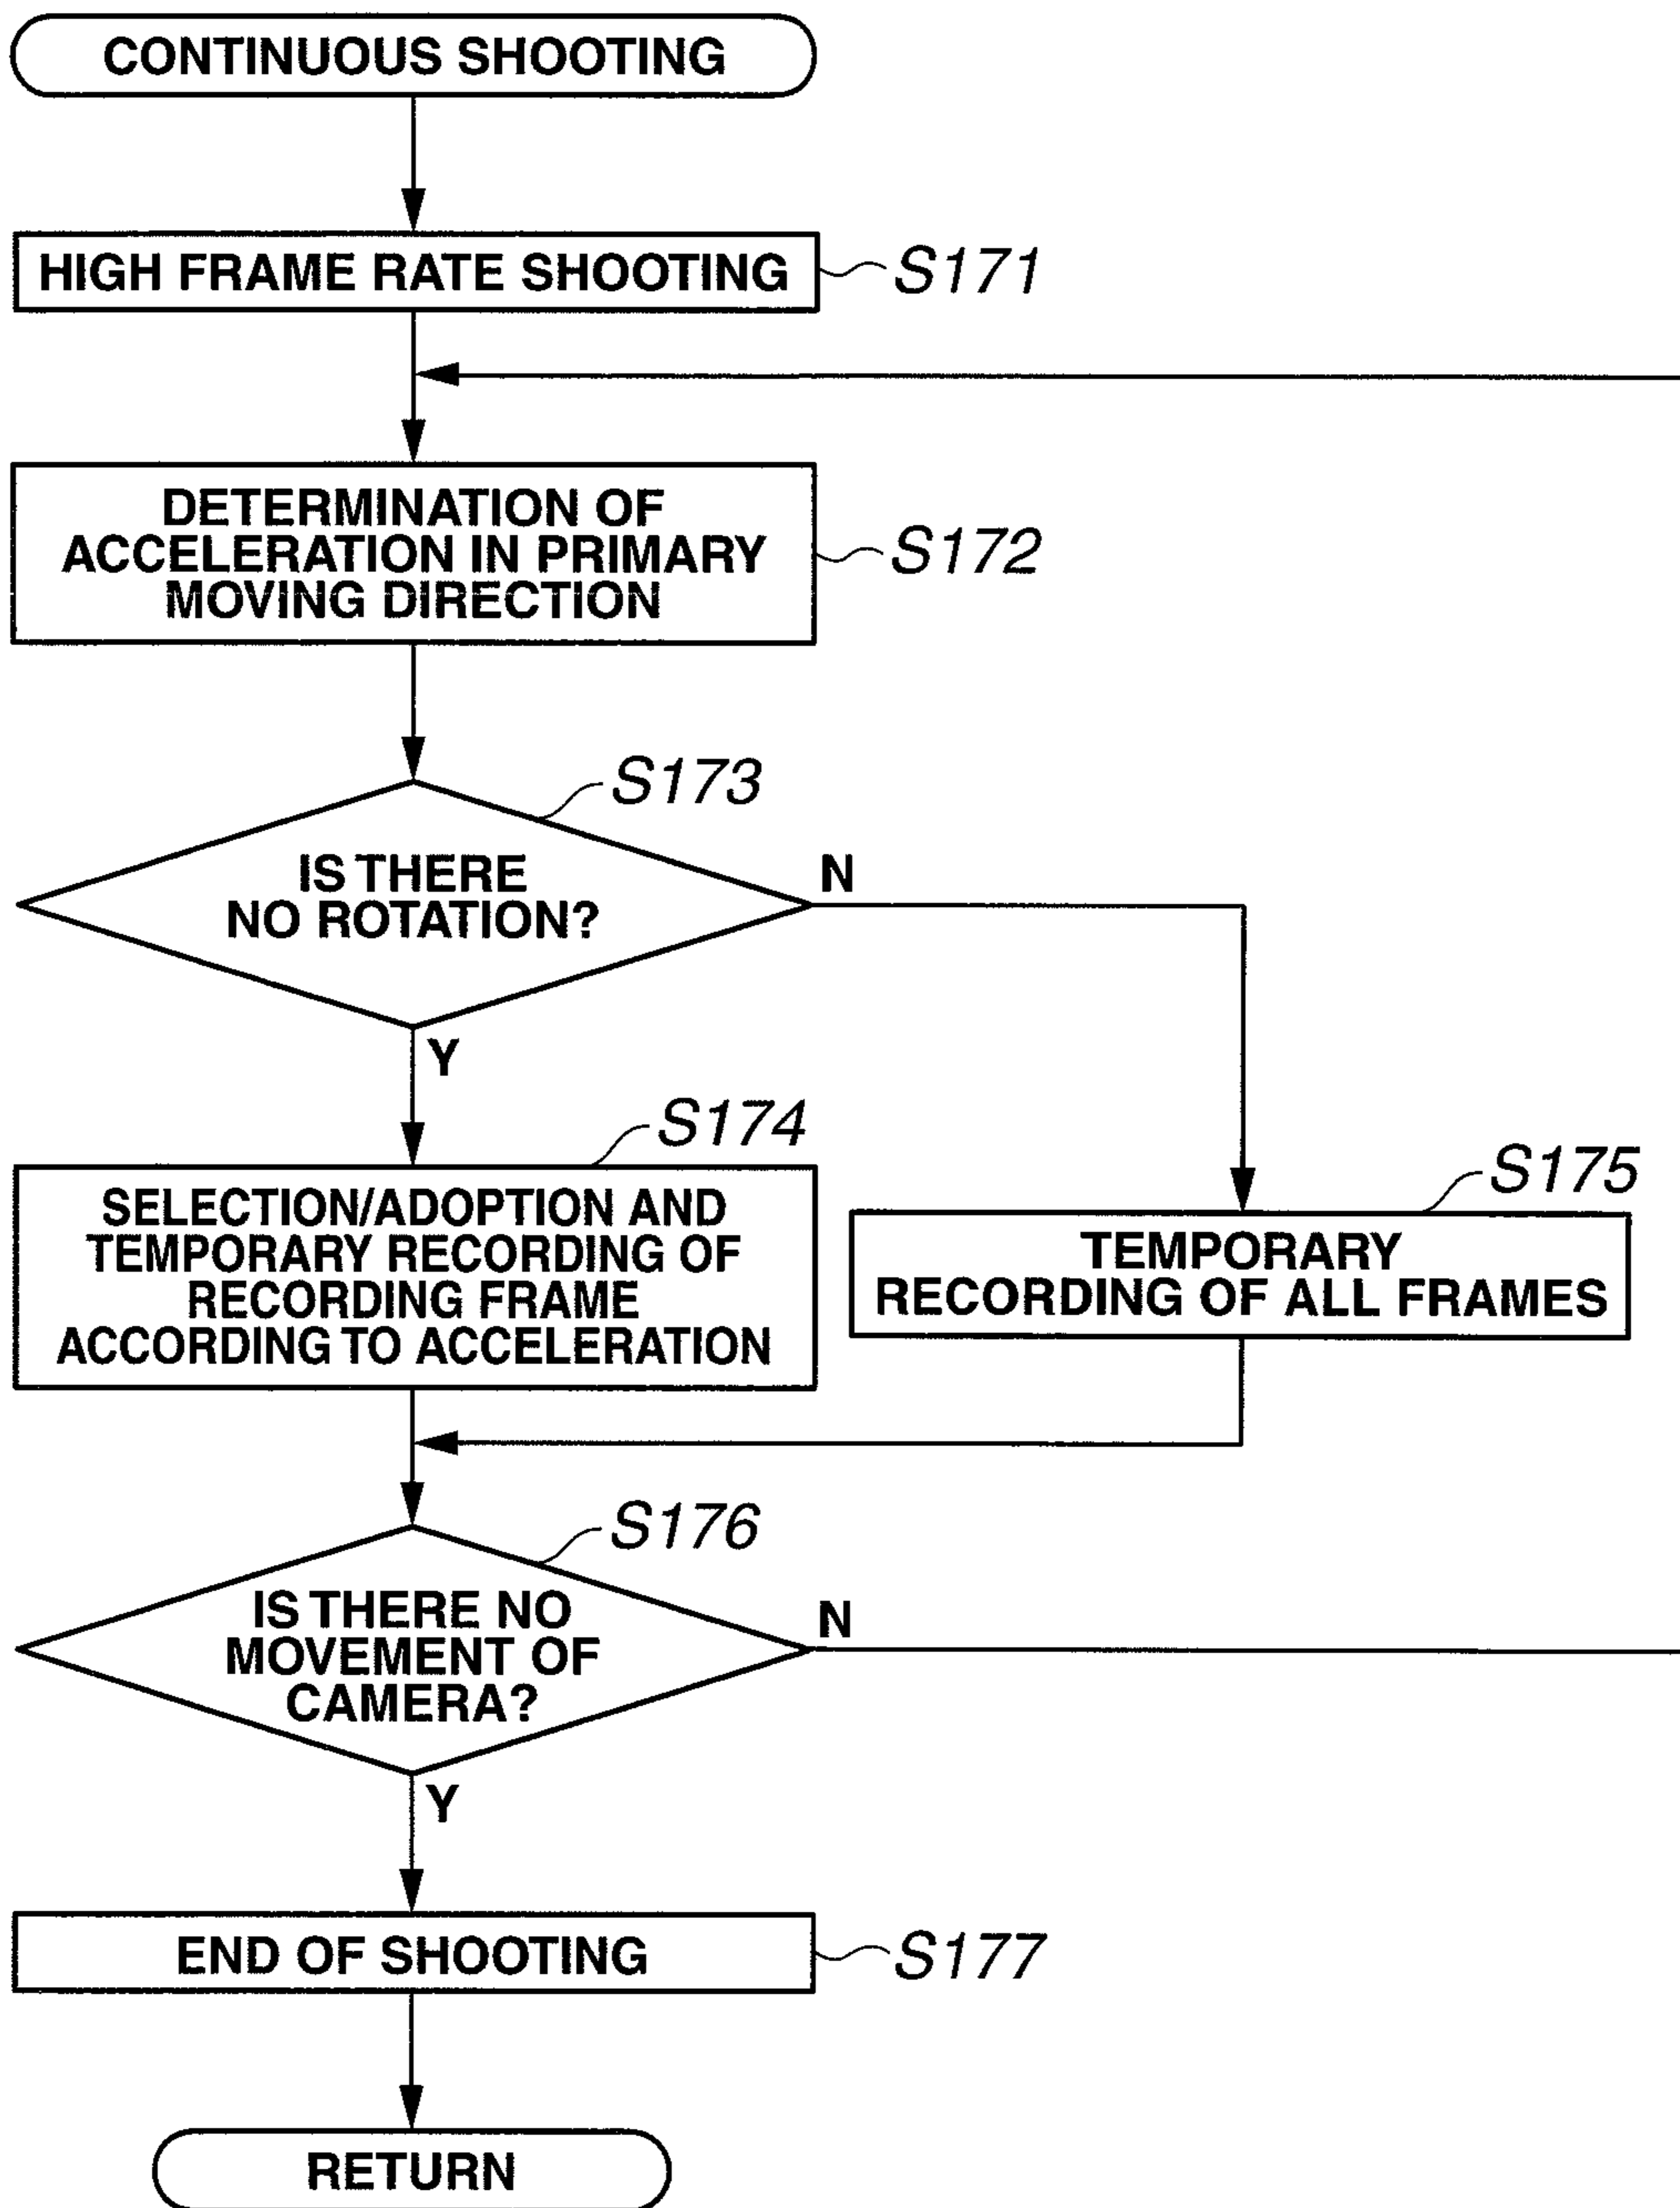 CONTINUOUS SHOOTING
HIGH FRAME RATE SHOOTING
S171
DETERMINATION OF
ACCELERATION IN PRIMARY
MOVING DIRECTION
S172
S173
IS THERE
NO ROTATION?
N
Y
S174
SELECTION/ADOPTION AND
TEMPORARY RECORDING OF
RECORDING FRAME
ACCORDING TO ACCELERATION
S175
TEMPORARY
RECORDING OF ALL FRAMES
S176
IS THERE NO
MOVEMENT OF
CAMERA?
N
Y
END OF SHOOTING
S177
RETURN